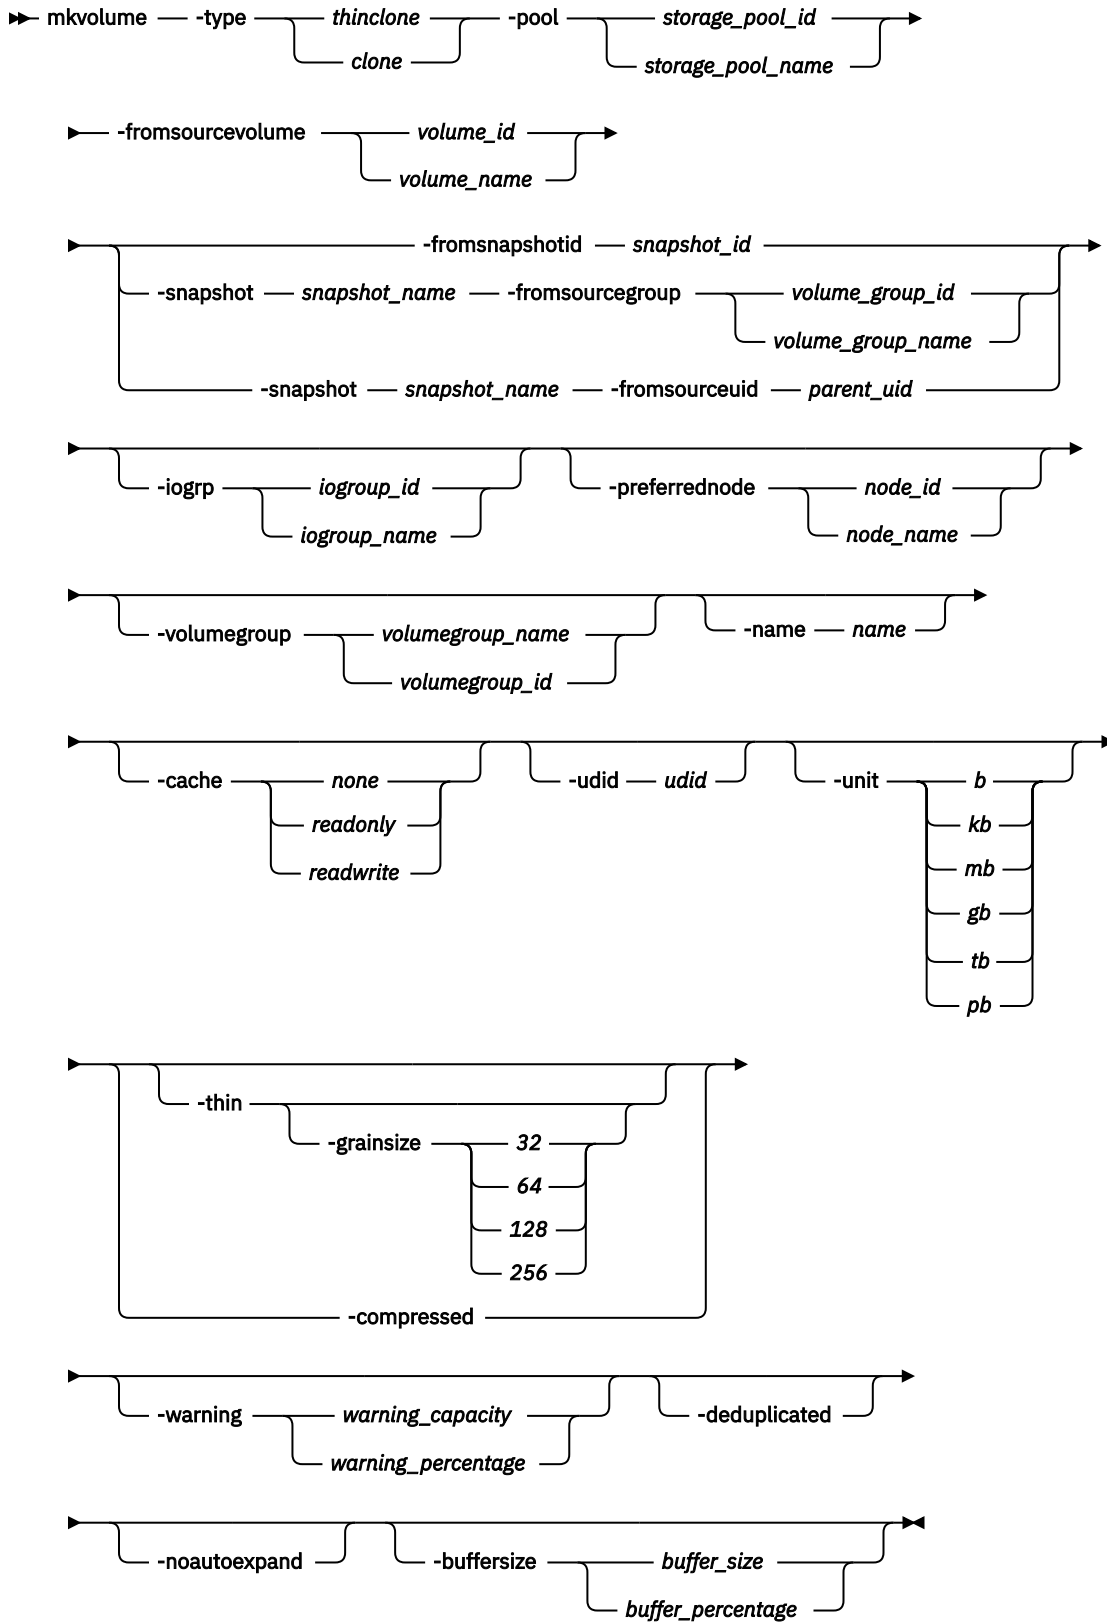 mkvolume -type thinclone -pool storage_pool_id
clone storage_pool_name
-fromsourcevolume volume_id
volume_name
-fromsnapshotid snapshot_id
-snapshot snapshot_name -fromsourcegroup volume_group_id
volume_group_name
-snapshot snapshot_name -fromsourceuid parent_uid
-iogrp iogroup_id -preferrednode node_id
iogroup_name node_name
-volumegroup volumegroup_name -name name
volumegroup_id
-cache none -udid udid -unit b
readonly kb
readwrite mb
gb
tb
pb
-thin
-grainsize 32
64
128
256
-compressed
-warning warning_capacity -deduplicated
warning_percentage
-noautoexpand -buffersize buffer_size
buffer_percentage